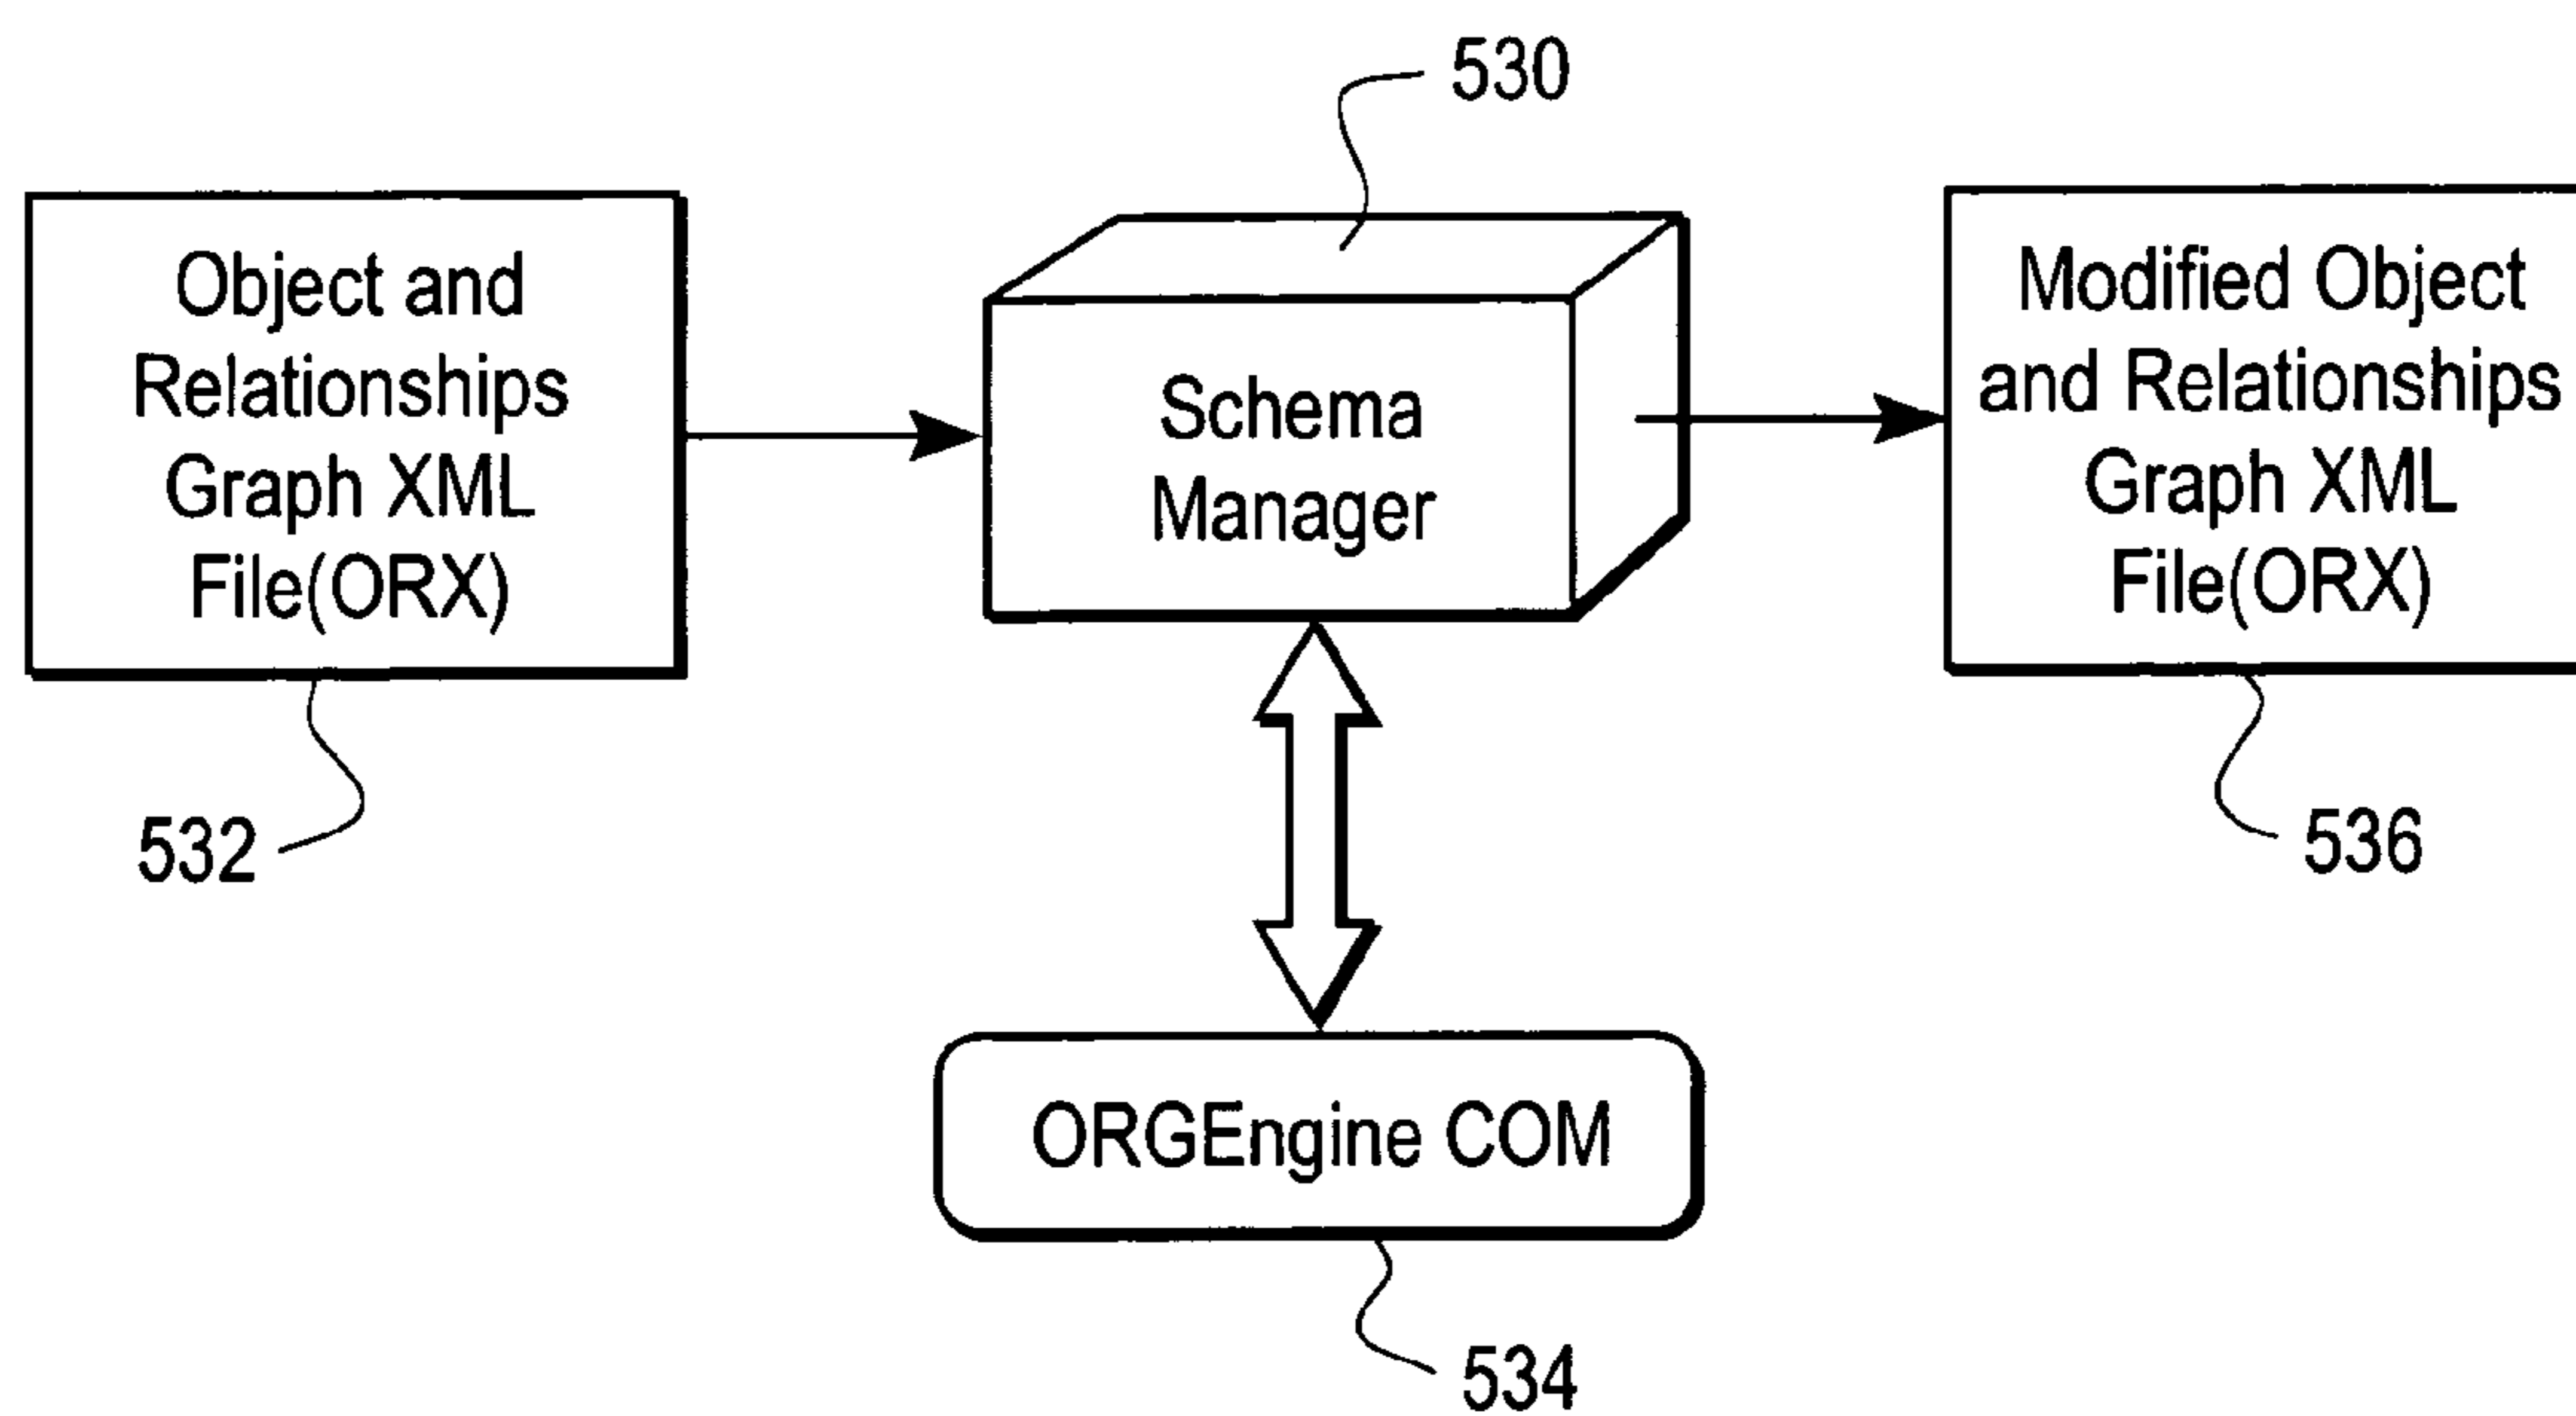 530
Object and
Relationships
Graph XML
File(ORX)
Schema
Manager
Modified Object
and Relationships
Graph XML
File(ORX)
532
536
ORGEngine COM
534